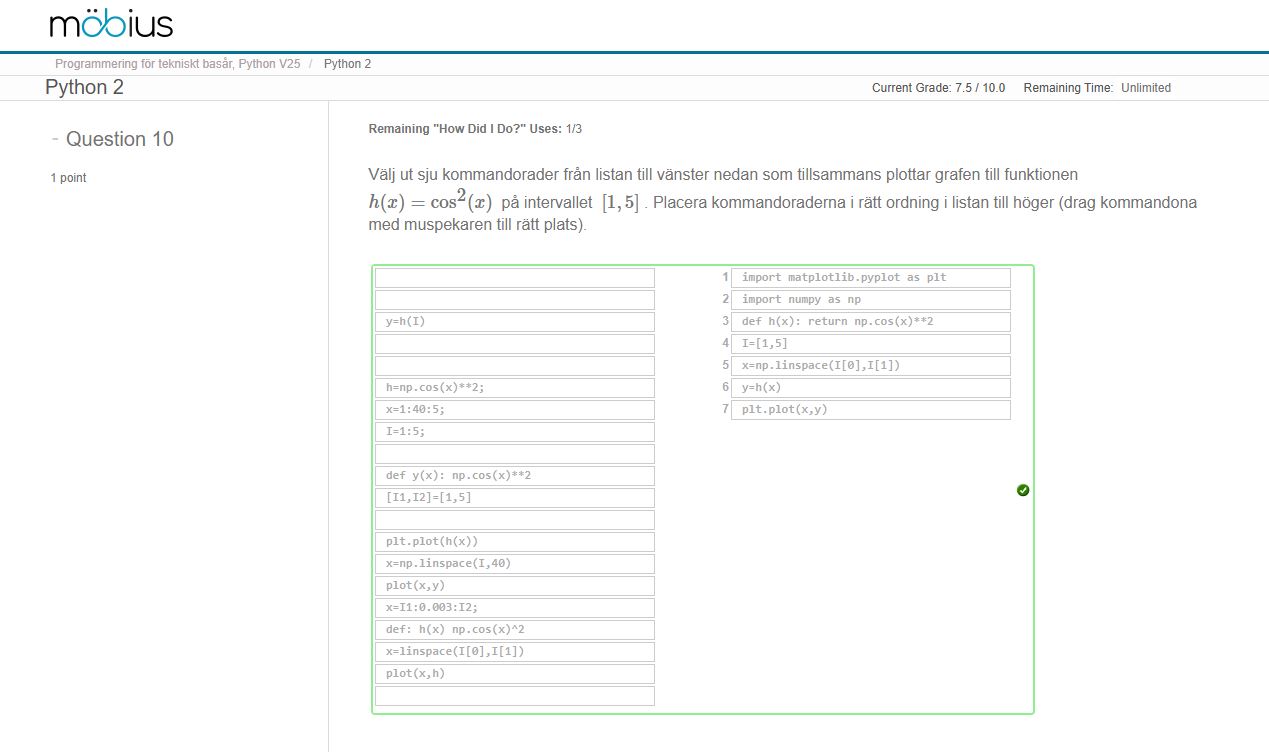 möbius
Programmering för tekniskt basår, Python V25 / Python 2
Python 2
Current Grade: 7.5 / 10.0 Remaining Time: Unlimited
- Question 10
1 point
Remaining "How Did I Do?" Uses: 1/3
Välj ut sju kommandorader från listan till vänster nedan som tillsammans plottar grafen till funktionen
h(x) = cos²(x) på intervallet [1, 5] . Placera kommandoraderna i rätt ordning i listan till höger (drag kommandona
med muspekaren till rätt plats).
y=h(I)
h=np.cos(x)**2;
x=1:40:5;
I=1:5;
def y(x): np.cos(x)**2
[I1,I2]=[1,5]
plt.plot(h(x))
x=np.linspace(I,40)
plot(x,y)
x=I1:0.003:I2;
def: h(x) np.cos(x)^2
x=linspace(I[0],I[1])
plot(x,h)
1 import matplotlib.pyplot as plt
2 import numpy as np
3 def h(x): return np.cos(x)**2
4 I=[1,5]
5 x=np.linspace(I[0],I[1])
6 y=h(x)
7 plt.plot(x,y)